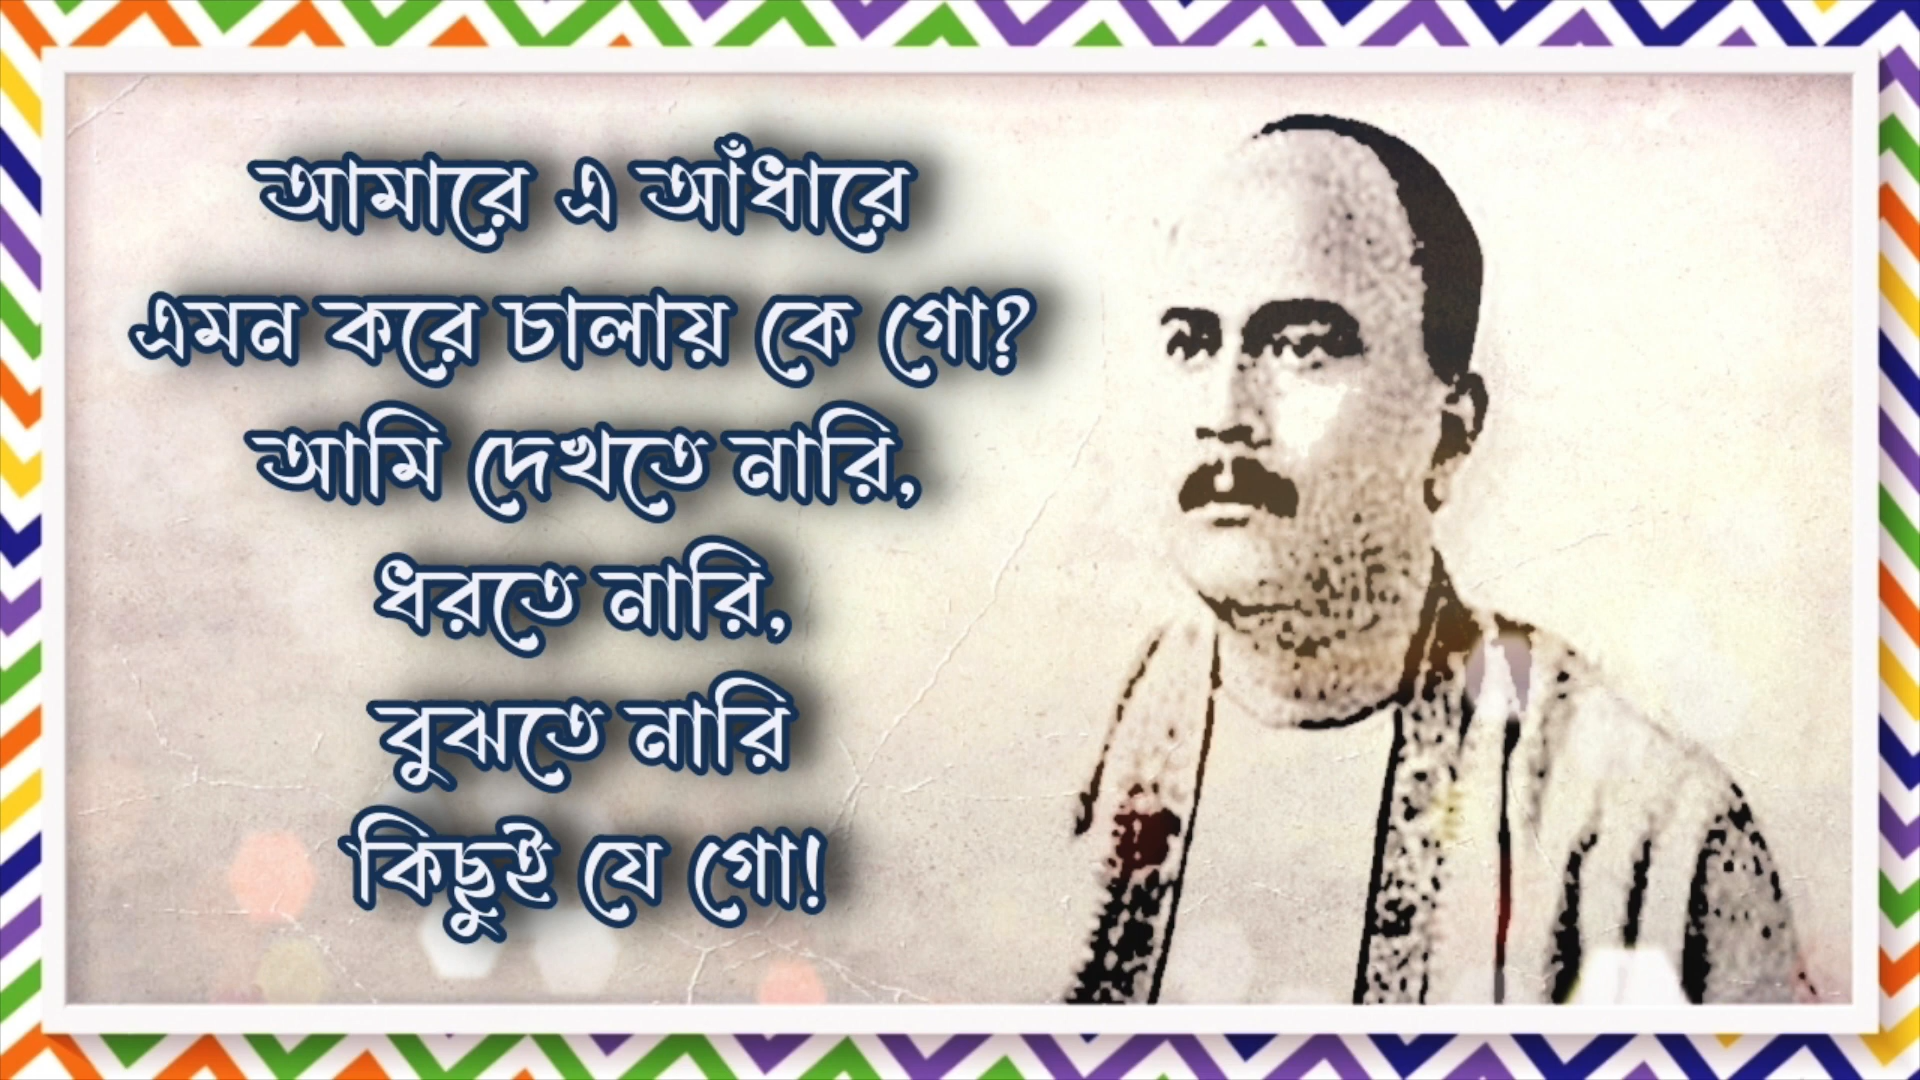 আমারে এ আঁধারে
এমন করে চালায় কে গো?
আমি দেখতে নারি,
ধরতে নারি,
বুঝতে নারি
কিছুই যে গো!